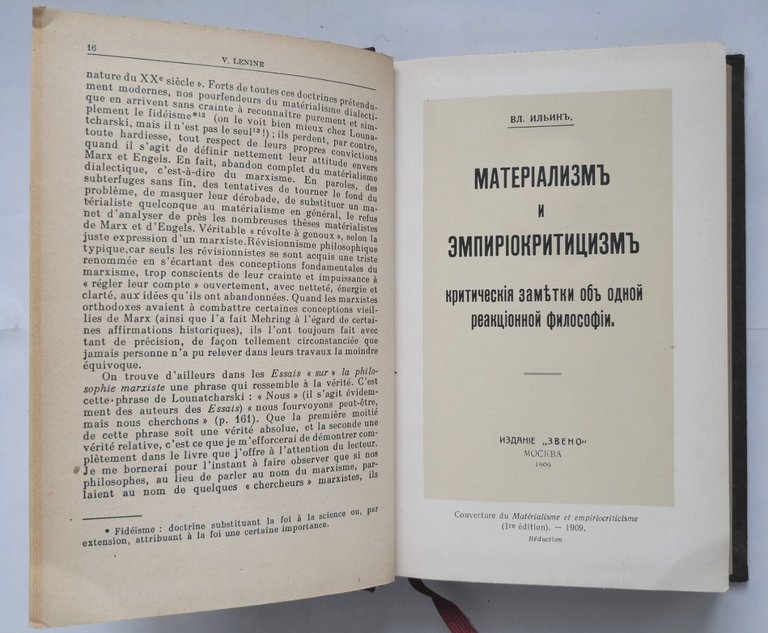 16
V. LENINE
nature du XXe siècle ». Forts de toutes ces doctrines prétendu-
ment modernes, nos pourfendeurs du matérialisme dialecti-
que en arrivent sans crainte à reconnaître purement et sim-
plement le fidéisme*12 (on le voit bien mieux chez Louna-
tcharski, mais il n'est pas le seul13 !) ; ils perdent, par contre,
toute hardiesse, tout respect de leurs propres convictions
quand il s'agit de définir nettement leur attitude envers
Marx et Engels. En fait, abandon complet du matérialisme
dialectique, c'est-à-dire du marxisme. En paroles, des
subterfuges sans fin, des tentatives de tourner le fond du
problème, de masquer leur dérobade, de substituer un ma-
térialiste quelconque au matérialisme en général, le refus
net d'analyser de près les nombreuses thèses matérialistes
de Marx et d'Engels. Véritable « révolte à genoux », selon la
juste expression d'un marxiste. Révisionnisme philosophique
typique, car seuls les révisionnistes se sont acquis une triste
renommée en s'écartant des conceptions fondamentales du
marxisme, trop conscients de leur crainte et impuissance à
« régler leur compte » ouvertement, avec netteté, énergie et
clarté, aux idées qu'ils ont abandonnées. Quand les marxistes
orthodoxes avaient à combattre certaines conceptions vieil-
lies de Marx (ainsi que l'a fait Mehring à l'égard de certai-
nes affirmations historiques), ils l'ont toujours fait avec
tant de précision, de façon tellement circonstanciée que
jamais personne n'a pu relever dans leurs travaux la moindre
équivoque.
On trouve d'ailleurs dans les Essais « sur » la philo-
sophie marxiste une phrase qui ressemble à la vérité. C'est
cette phrase de Lounatcharski : « Nous » (il s'agit évidem-
ment des auteurs des Essais) « nous fourvoyons peut-être,
mais nous cherchons » (p. 161). Que la première moitié
de cette phrase soit une vérité absolue, et la seconde une
vérité relative, c'est ce que je m'efforcerai de démontrer com-
plètement dans le livre que j'offre à l'attention du lecteur.
Je me bornerai pour l'instant à faire observer que si nos
philosophes, au lieu de parler au nom du marxisme, par-
laient au nom de quelques « chercheurs » marxistes, ils
* Fidéisme : doctrine substituant la foi à la science ou, par
extension, attribuant à la foi une certaine importance.
ВЛ. ИЛЬИНЪ.
МАТЕРІАЛИЗМЪ
И
ЭМПИРІОКРИТИЦИЗМЪ
критическія замѣтки объ одной
реакціонной философіи.
ИЗДАНІЕ „ЗВЕНО"
МОСКВА
1909
Couverture du Matérialisme et empiriocriticisme
(1re édition). — 1909.
Réduction